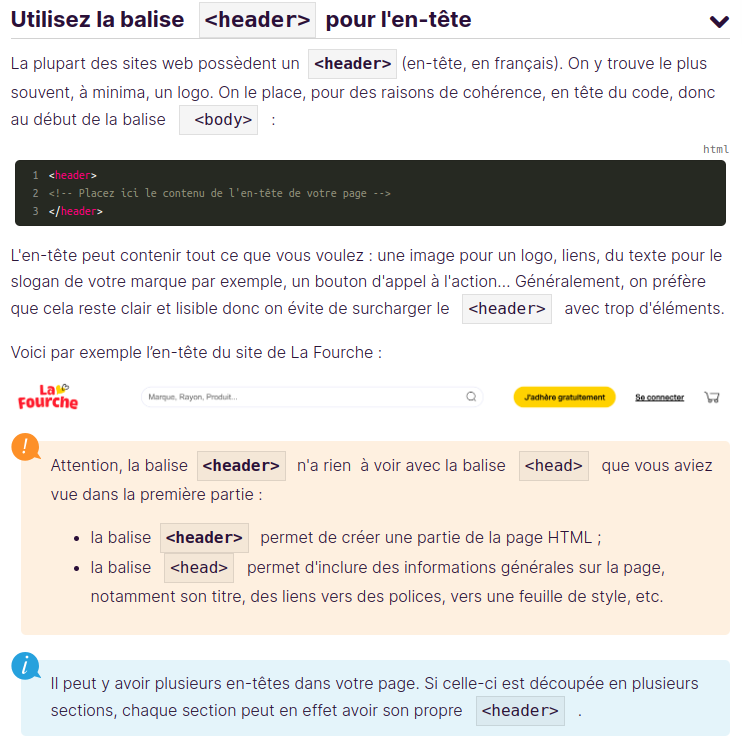 Utilisez la balise <header> pour l'en-tête
La plupart des sites web possèdent un <header> (en-tête, en français). On y trouve le plus
souvent, à minima, un logo. On le place, pour des raisons de cohérence, en tête du code, donc
au début de la balise <body> :
html
1 <header>
2 <!-- Placez ici le contenu de l'en-tête de votre page -->
3 </header>
L'en-tête peut contenir tout ce que vous voulez : une image pour un logo, liens, du texte pour le
slogan de votre marque par exemple, un bouton d'appel à l'action... Généralement, on préfère
que cela reste clair et lisible donc on évite de surcharger le <header> avec trop d'éléments.
Voici par exemple l’en-tête du site de La Fourche :
La
Fourche
Marque, Rayon, Produit... J'adhère gratuitement Se connecter
!
Attention, la balise <header> n'a rien à voir avec la balise <head> que vous aviez
vue dans la première partie :
• la balise <header> permet de créer une partie de la page HTML ;
• la balise <head> permet d'inclure des informations générales sur la page,
notamment son titre, des liens vers des polices, vers une feuille de style, etc.
i
Il peut y avoir plusieurs en-têtes dans votre page. Si celle-ci est découpée en plusieurs
sections, chaque section peut en effet avoir son propre <header> .